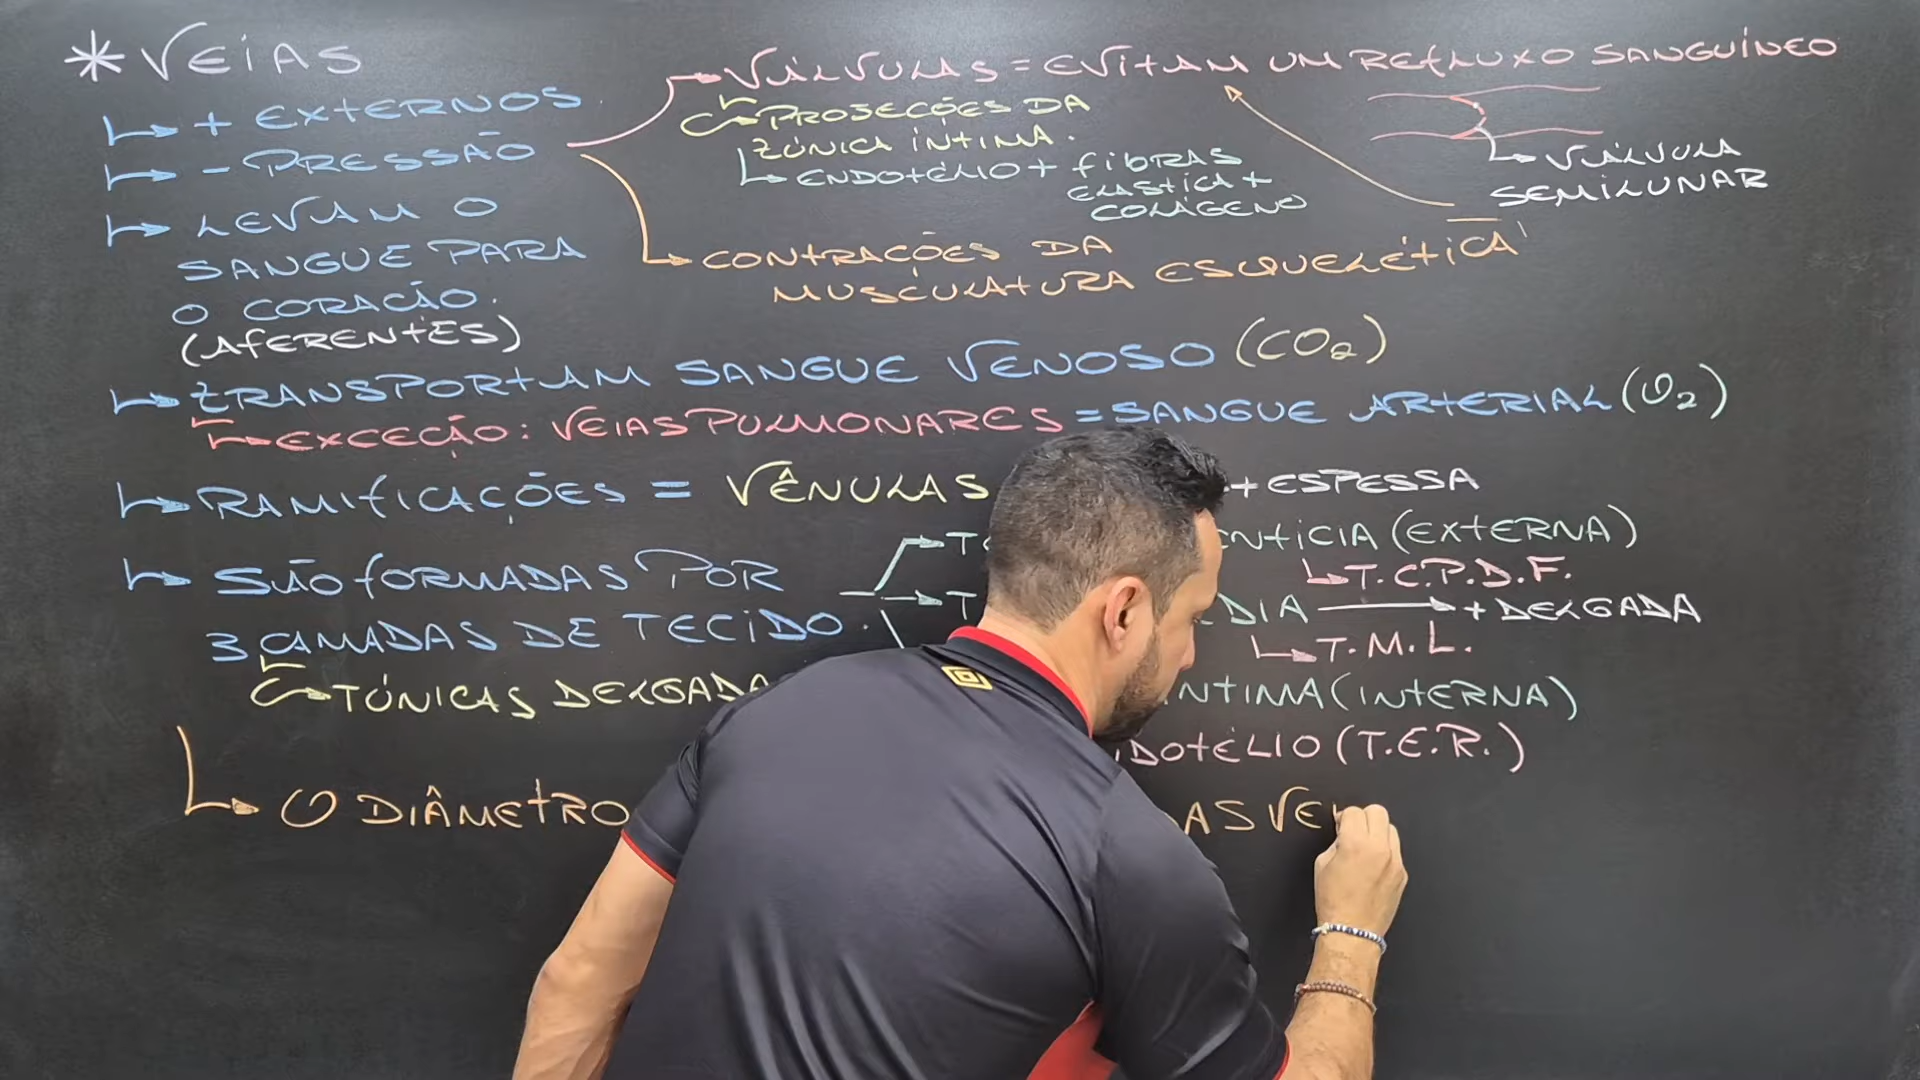 * VEIAS
↳ + EXTERNOS
↳ - PRESSÃO
→ VÁLVULAS = EVITAM UM REFLUXO SANGUÍNEO
↳ PROJEÇÕES DA
TÚNICA ÍNTIMA.
↳ ENDOTÉLIO + FIBRAS
ELÁSTICA +
COLÁGENO
↳ VÁLVULA
SEMILUNAR
↳ CONTRAÇÕES DA
MUSCULATURA ESQUELÉTICA
↳ LEVAM O
SANGUE PARA
O CORAÇÃO.
(AFERENTES)
↳ TRANSPORTAM SANGUE VENOSO (CO₂)
↳ EXCEÇÃO: VEIAS PULMONARES = SANGUE ARTERIAL (O₂)
↳ RAMIFICAÇÕES = VÊNULAS
+ ESPESSA
↳ SÃO FORMADAS POR
3 CAMADAS DE TECIDO.
↳ TÚNICAS DELGADA
(EXTERNA)
↳ T.C.P.D.F.
→ + DELGADA
↳ T.M.L.
(INTERNA)
(T.E.R.)
↳ O DIÂMETRO
AS VE